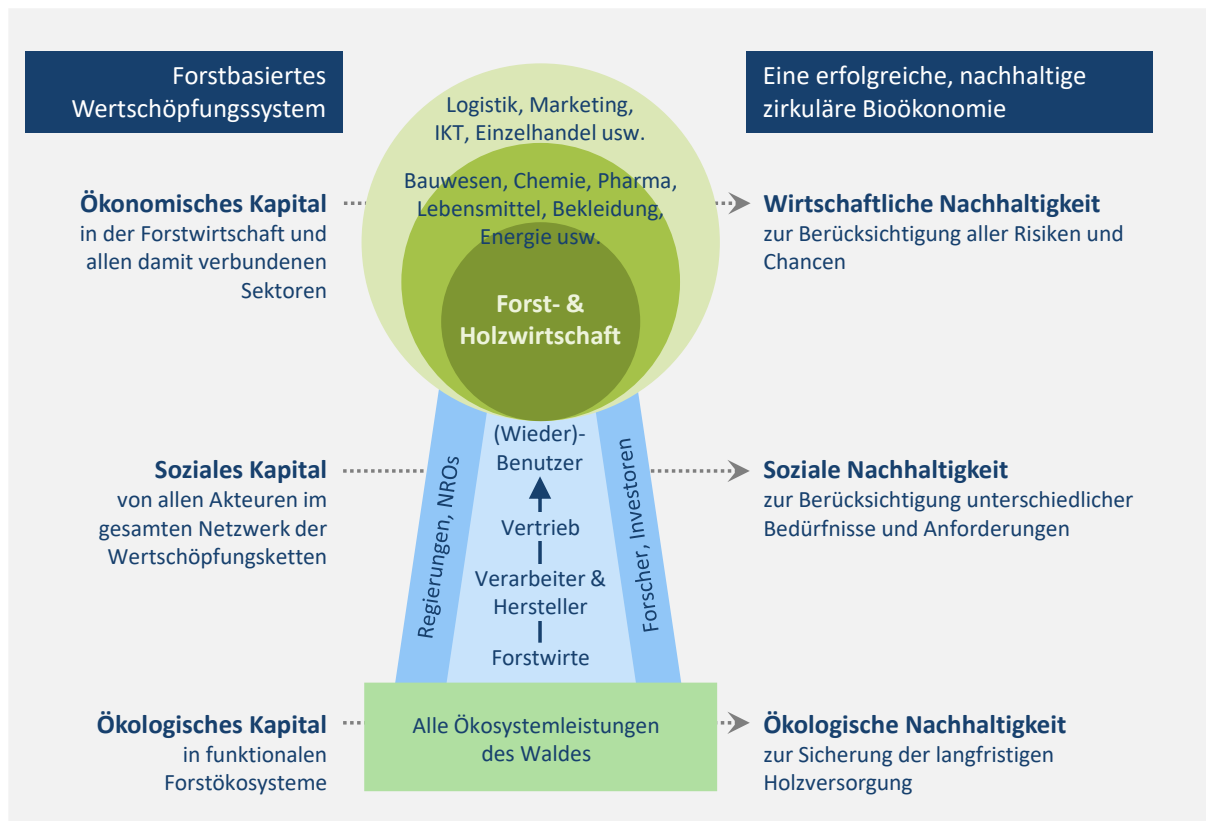 Forstbasiertes
Wertschöpfungssystem
Eine erfolgreiche, nachhaltige
zirkuläre Bioökonomie
Logistik, Marketing,
IKT, Einzelhandel usw.
Bauwesen, Chemie, Pharma,
Lebensmittel, Bekleidung,
Energie usw.
Forst- &
Holzwirtschaft
Ökonomisches Kapital
in der Forstwirtschaft und
allen damit verbundenen
Sektoren
Wirtschaftliche Nachhaltigkeit
zur Berücksichtigung aller Risiken und
Chancen
Soziales Kapital
von allen Akteuren im
gesamten Netzwerk der
Wertschöpfungsketten
Regierungen, NROs
(Wieder)-
Benutzer
Vertrieb
Verarbeiter &
Hersteller
Forstwirte
Forscher, Investoren
Soziale Nachhaltigkeit
zur Berücksichtigung unterschiedlicher
Bedürfnisse und Anforderungen
Ökologisches Kapital
in funktionalen
Forstökosysteme
Alle Ökosystemleistungen
des Waldes
Ökologische Nachhaltigkeit
zur Sicherung der langfristigen
Holzversorgung